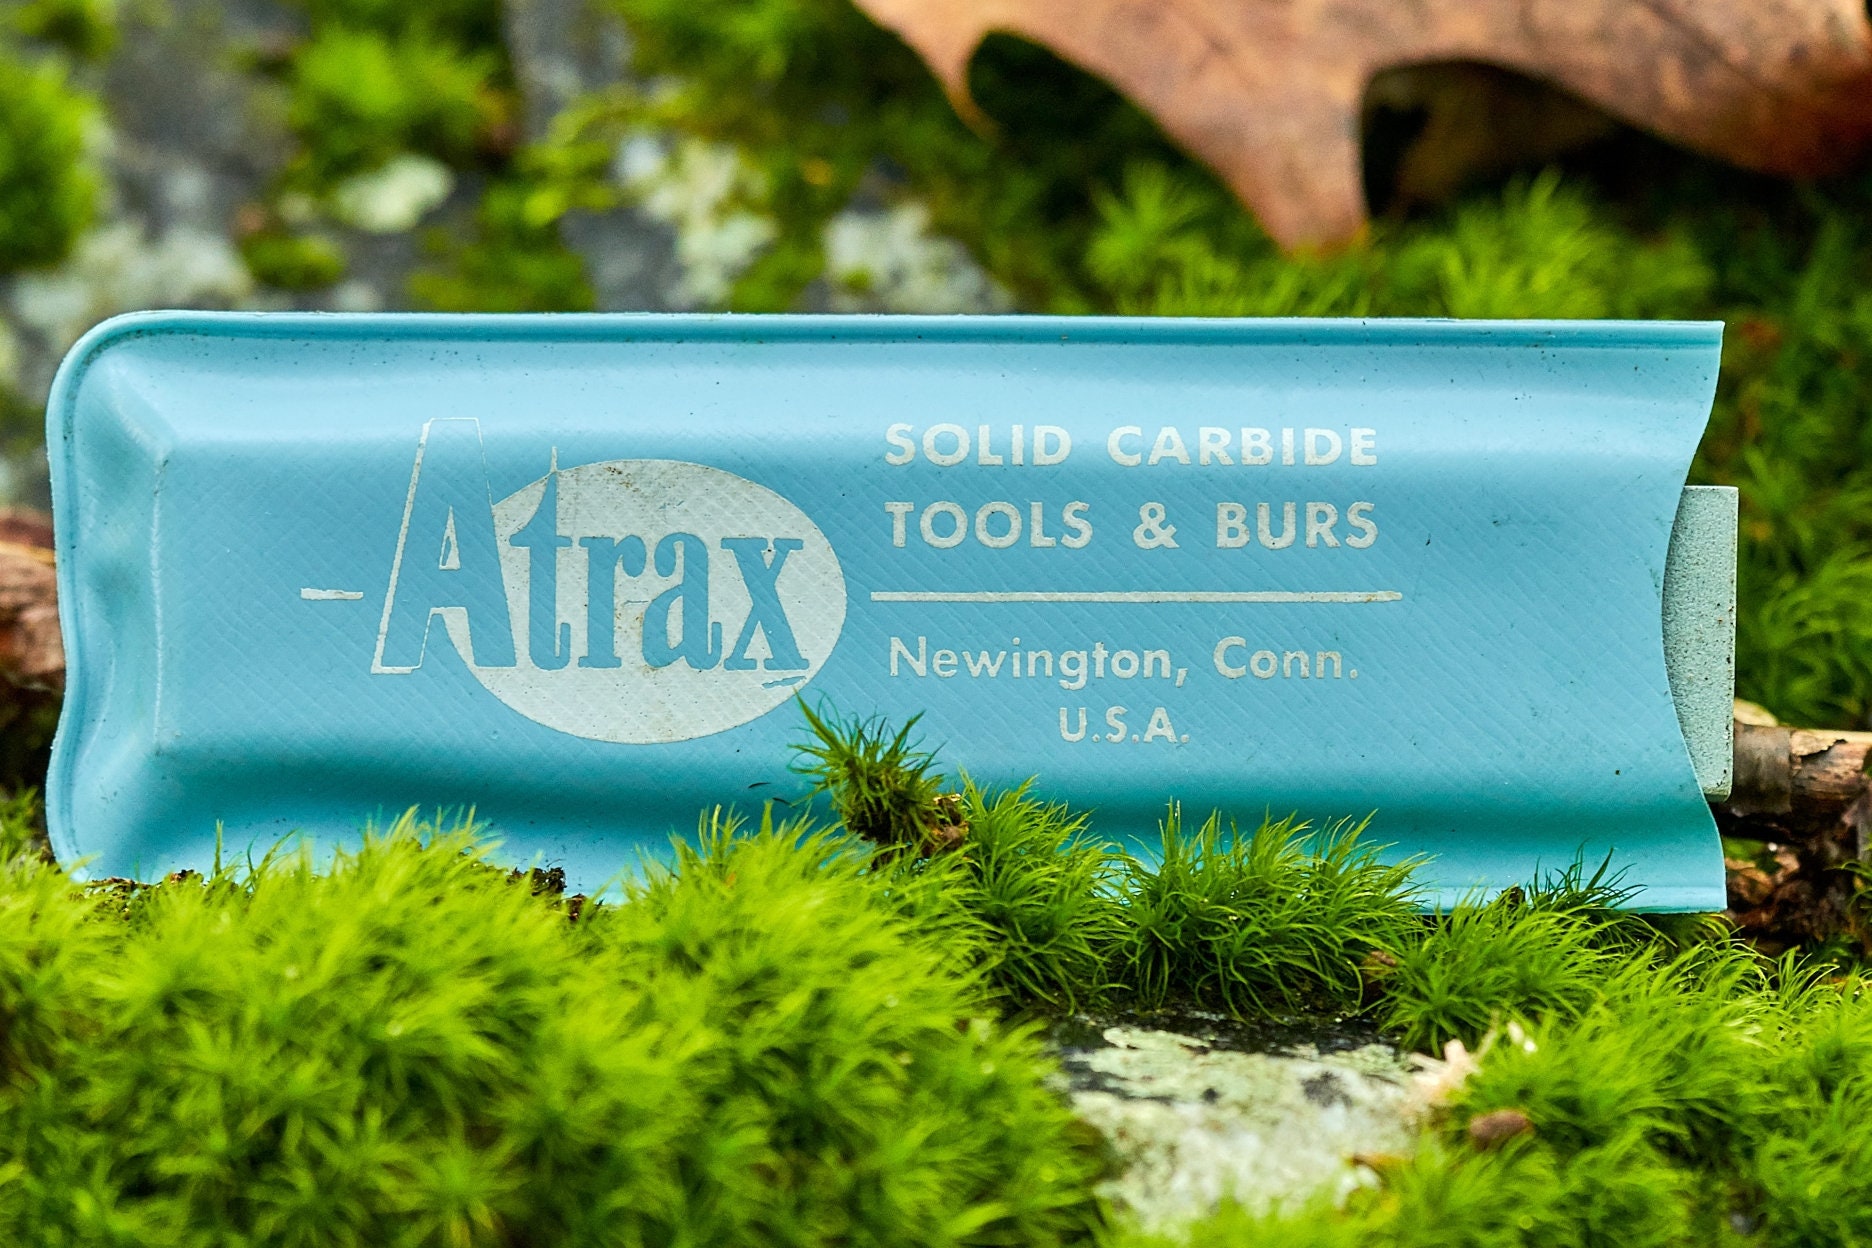 Atrax
SOLID CARBIDE
TOOLS & BURS
Newington, Conn.
U.S.A.